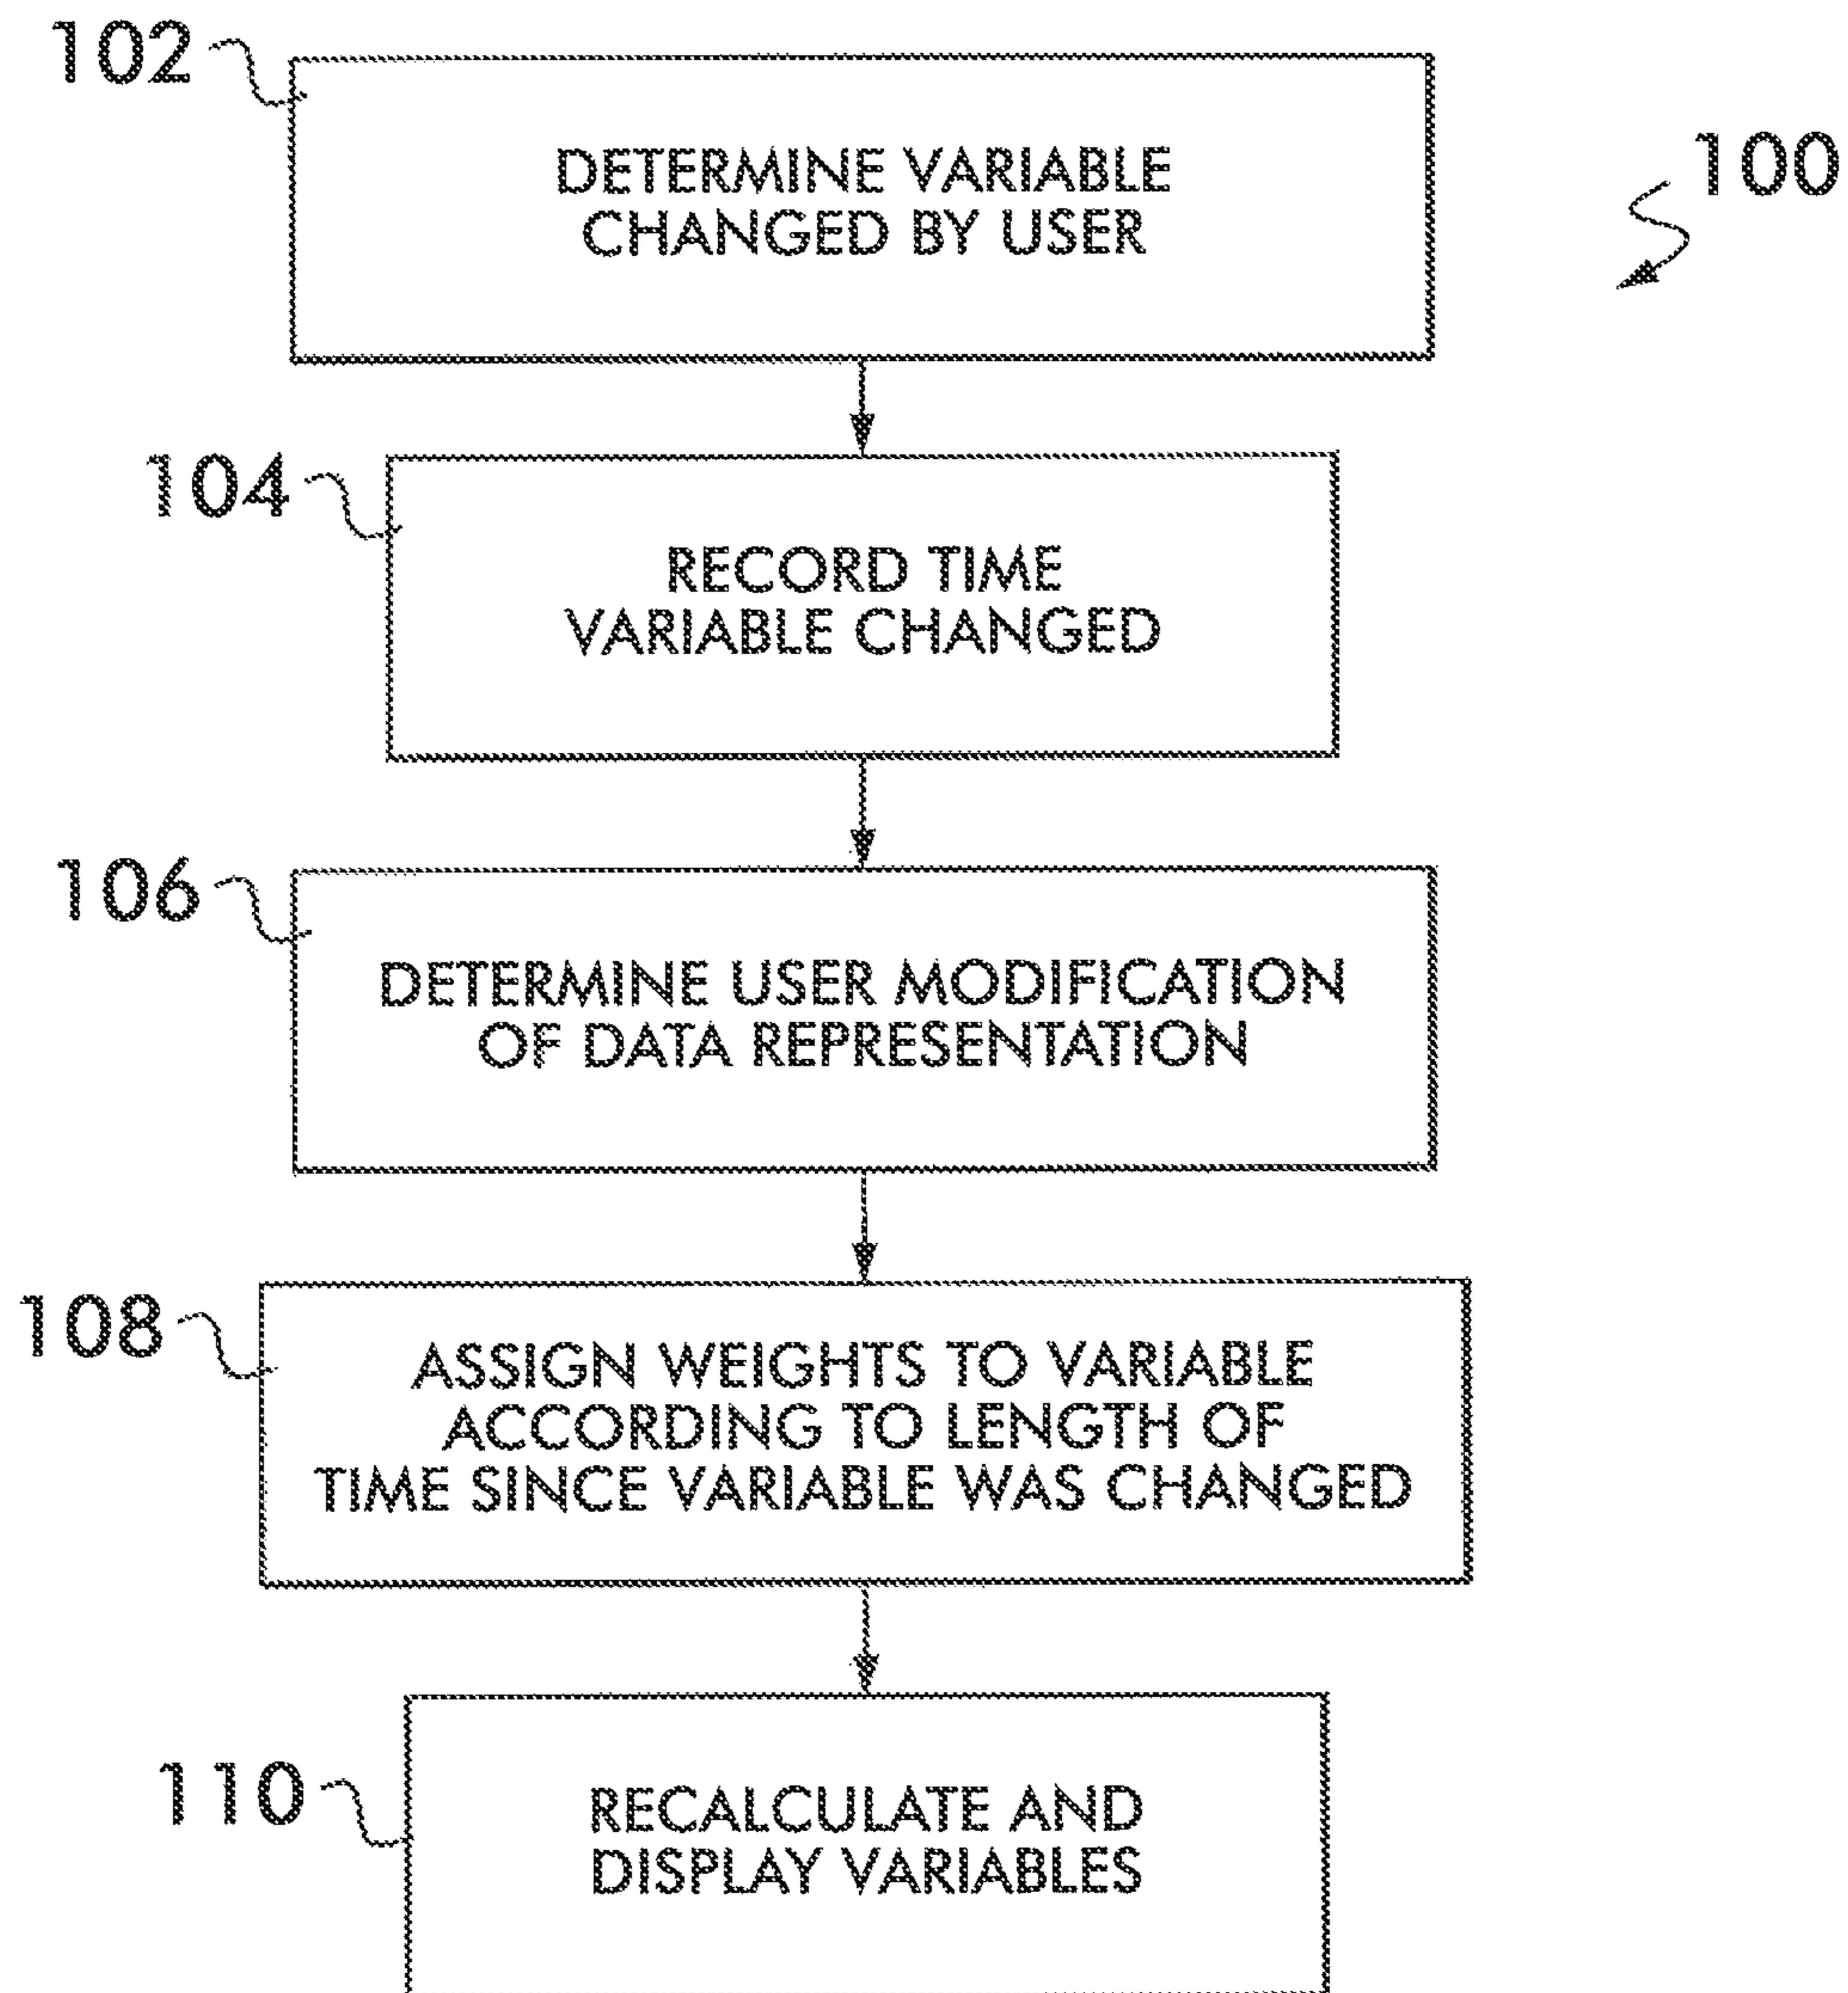 102
DETERMINE VARIABLE
CHANGED BY USER
100
104
RECORD TIME
VARIABLE CHANGED
106
DETERMINE USER MODIFICATION
OF DATA REPRESENTATION
108
ASSIGN WEIGHTS TO VARIABLE
ACCORDING TO LENGTH OF
TIME SINCE VARIABLE WAS CHANGED
110
RECALCULATE AND
DISPLAY VARIABLES